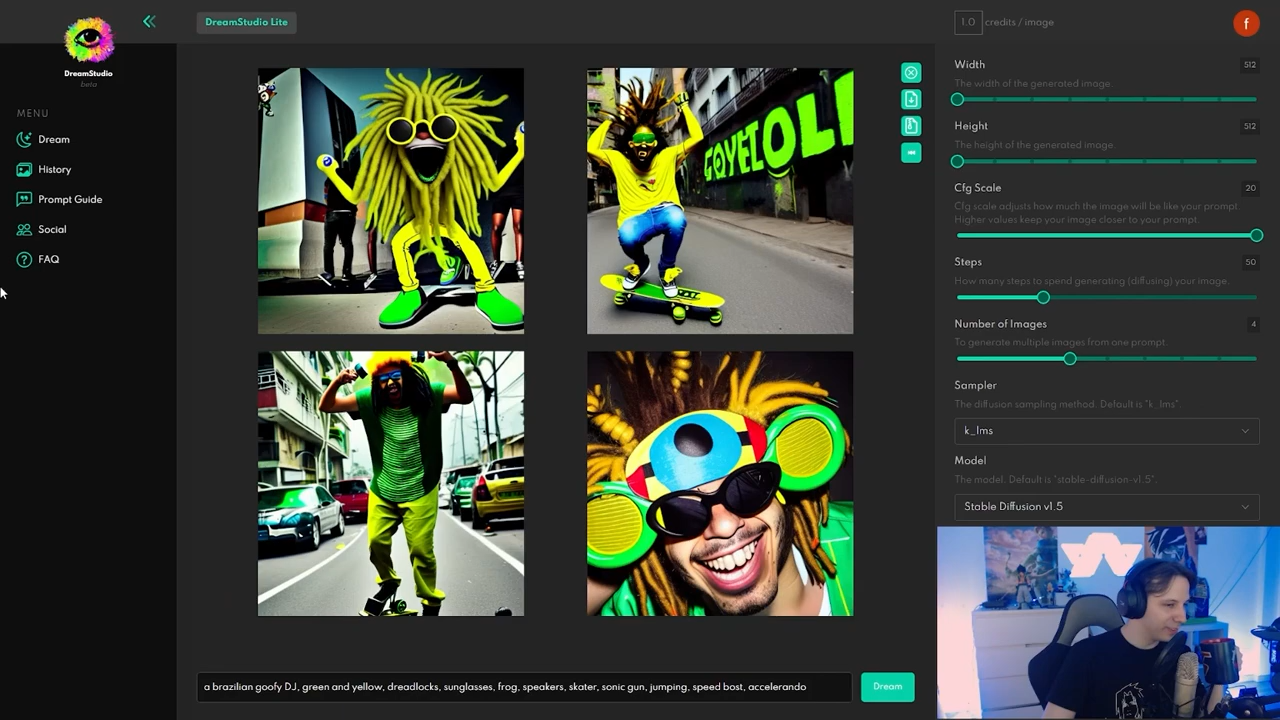 DreamStudio
beta
MENU
Dream
History
Prompt Guide
Social
FAQ
DreamStudio Lite
GOYEIOLI
a brazilian goofy DJ, green and yellow, dreadlocks, sunglasses, frog, speakers, skater, sonic gun, jumping, speed bost, accelerando
Dream
1.0 credits / image
f
Width 512
The width of the generated image.
Height 512
The height of the generated image.
Cfg Scale 20
Cfg scale adjusts how much the image will be like your prompt.
Higher values keep your image closer to your prompt.
Steps 50
How many steps to spend generating (diffusing) your image.
Number of Images 4
To generate multiple images from one prompt.
Sampler
The diffusion sampling method. Default is "k_lms".
k_lms
Model
The model. Default is "stable-diffusion-v1.5".
Stable Diffusion v1.5